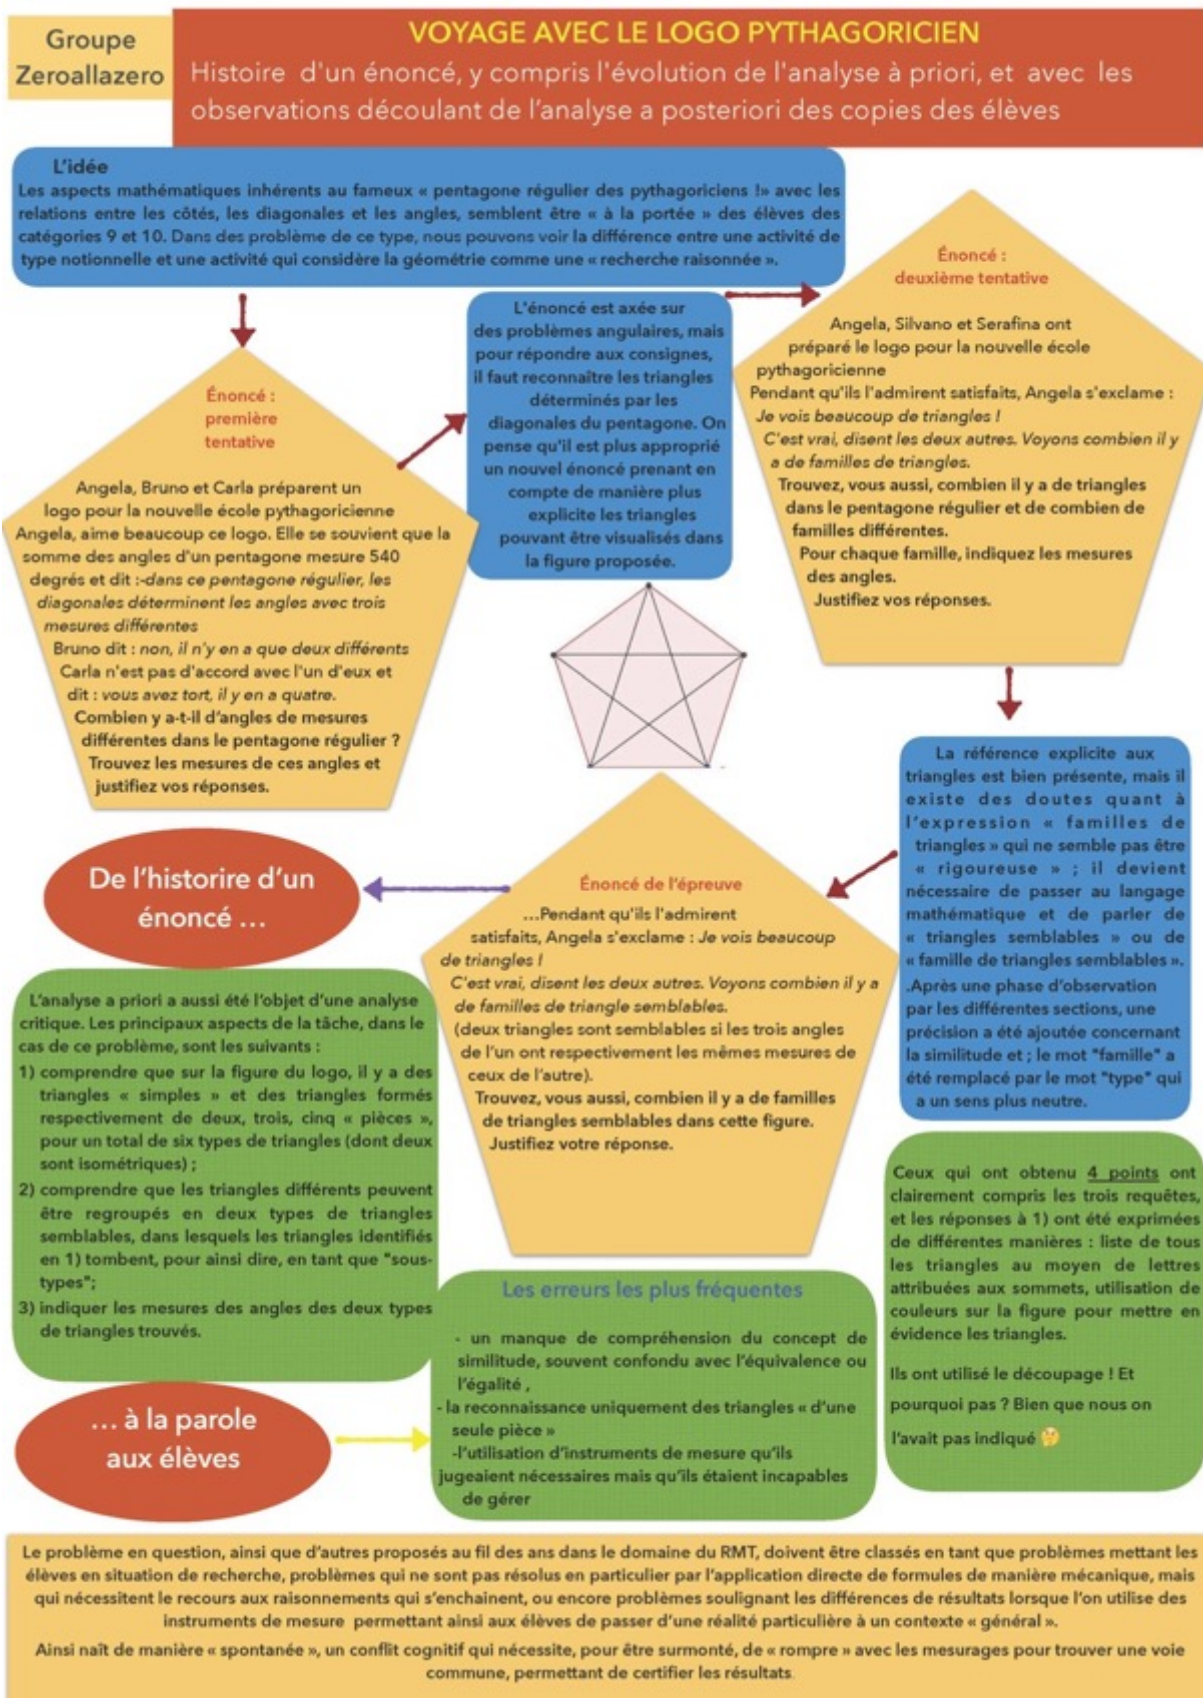 Groupe
Zeroallazero
VOYAGE AVEC LE LOGO PYTHAGORICIEN
Histoire d'un énoncé, y compris l'évolution de l'analyse à priori, et avec les
observations découlant de l'analyse a posteriori des copies des élèves
L'idée
Les aspects mathématiques inhérents au fameux « pentagone régulier des pythagoriciens !» avec les
relations entre les côtés, les diagonales et les angles, semblent être « à la portée » des élèves des
catégories 9 et 10. Dans des problème de ce type, nous pouvons voir la différence entre une activité de
type notionnelle et une activité qui considère la géométrie comme une « recherche raisonnée ».
Énoncé :
première
tentative
Angela, Bruno et Carla préparent un
logo pour la nouvelle école pythagoricienne
Angela, aime beaucoup ce logo. Elle se souvient que la
somme des angles d'un pentagone mesure 540
degrés et dit :-dans ce pentagone régulier, les
diagonales déterminent les angles avec trois
mesures différentes
Bruno dit : non, il n'y en a que deux différents
Carla n'est pas d'accord avec l'un d'eux et
dit : vous avez tort, il y en a quatre.
Combien y a-t-il d'angles de mesures
différentes dans le pentagone régulier ?
Trouvez les mesures de ces angles et
justifiez vos réponses.
L'énoncé est axée sur
des problèmes angulaires, mais
pour répondre aux consignes,
il faut reconnaître les triangles
déterminés par les
diagonales du pentagone. On
pense qu'il est plus approprié
un nouvel énoncé prenant en
compte de manière plus
explicite les triangles
pouvant être visualisés dans
la figure proposée.
Énoncé :
deuxième tentative
Angela, Silvano et Serafina ont
préparé le logo pour la nouvelle école
pythagoricienne
Pendant qu'ils l'admirent satisfaits, Angela s'exclame :
Je vois beaucoup de triangles !
C'est vrai, disent les deux autres. Voyons combien il y
a de familles de triangles.
Trouvez, vous aussi, combien il y a de triangles
dans le pentagone régulier et de combien de
familles différentes.
Pour chaque famille, indiquez les mesures
des angles.
Justifiez vos réponses.
La référence explicite aux
triangles est bien présente, mais il
existe des doutes quant à
l'expression « familles de
triangles » qui ne semble pas être
« rigoureuse » ; il devient
nécessaire de passer au langage
mathématique et de parler de
« triangles semblables » ou de
« famille de triangles semblables ».
.Après une phase d'observation
par les différentes sections, une
précision a été ajoutée concernant
la similitude et ; le mot "famille" a
été remplacé par le mot "type" qui
a un sens plus neutre.
Énoncé de l'épreuve
...Pendant qu'ils l'admirent
satisfaits, Angela s'exclame : Je vois beaucoup
de triangles !
C'est vrai, disent les deux autres. Voyons combien il y a
de familles de triangle semblables.
(deux triangles sont semblables si les trois angles
de l'un ont respectivement les mêmes mesures de
ceux de l'autre).
Trouvez, vous aussi, combien il y a de familles
de triangles semblables dans cette figure.
Justifiez votre réponse.
De l'historire d'un
énoncé ...
L'analyse a priori a aussi été l'objet d'une analyse
critique. Les principaux aspects de la tâche, dans le
cas de ce problème, sont les suivants :
1) comprendre que sur la figure du logo, il y a des
triangles « simples » et des triangles formés
respectivement de deux, trois, cinq « pièces »,
pour un total de six types de triangles (dont deux
sont isométriques) ;
2) comprendre que les triangles différents peuvent
être regroupés en deux types de triangles
semblables, dans lesquels les triangles identifiés
en 1) tombent, pour ainsi dire, en tant que "sous-
types";
3) indiquer les mesures des angles des deux types
de triangles trouvés.
... à la parole
aux élèves
Les erreurs les plus fréquentes
- un manque de compréhension du concept de
similitude, souvent confondu avec l'équivalence ou
l'égalité ,
- la reconnaissance uniquement des triangles « d'une
seule pièce »
-l'utilisation d'instruments de mesure qu'ils
jugeaient nécessaires mais qu'ils étaient incapables
de gérer
Ceux qui ont obtenu 4 points ont
clairement compris les trois requêtes,
et les réponses à 1) ont été exprimées
de différentes manières : liste de tous
les triangles au moyen de lettres
attribuées aux sommets, utilisation de
couleurs sur la figure pour mettre en
évidence les triangles.
Ils ont utilisé le découpage ! Et
pourquoi pas ? Bien que nous on
l'avait pas indiqué 🤔
Le problème en question, ainsi que d'autres proposés au fil des ans dans le domaine du RMT, doivent être classés en tant que problèmes mettant les
élèves en situation de recherche, problèmes qui ne sont pas résolus en particulier par l'application directe de formules de manière mécanique, mais
qui nécessitent le recours aux raisonnements qui s'enchainent, ou encore problèmes soulignant les différences de résultats lorsque l'on utilise des
instruments de mesure permettant ainsi aux élèves de passer d'une réalité particulière à un contexte « général ».
Ainsi naît de manière « spontanée », un conflit cognitif qui nécessite, pour être surmonté, de « rompre » avec les mesurages pour trouver une voie
commune, permettant de certifier les résultats.